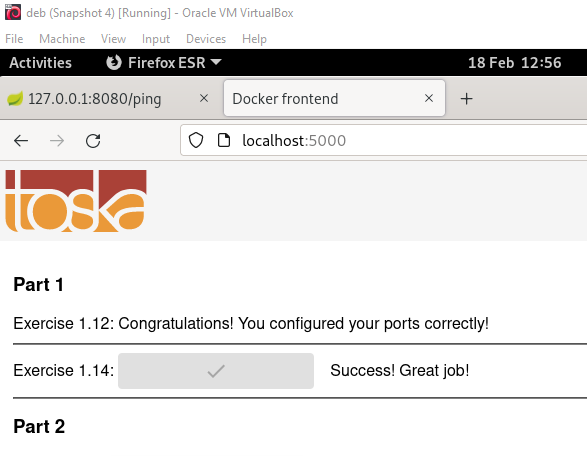 deb (Snapshot 4) [Running] - Oracle VM VirtualBox
File Machine View Input Devices Help
Activities Firefox ESR 18 Feb 12:56
127.0.0.1:8080/ping × Docker frontend × +
localhost:5000
toska
Part 1
Exercise 1.12: Congratulations! You configured your ports correctly!
Exercise 1.14: Success! Great job!
Part 2